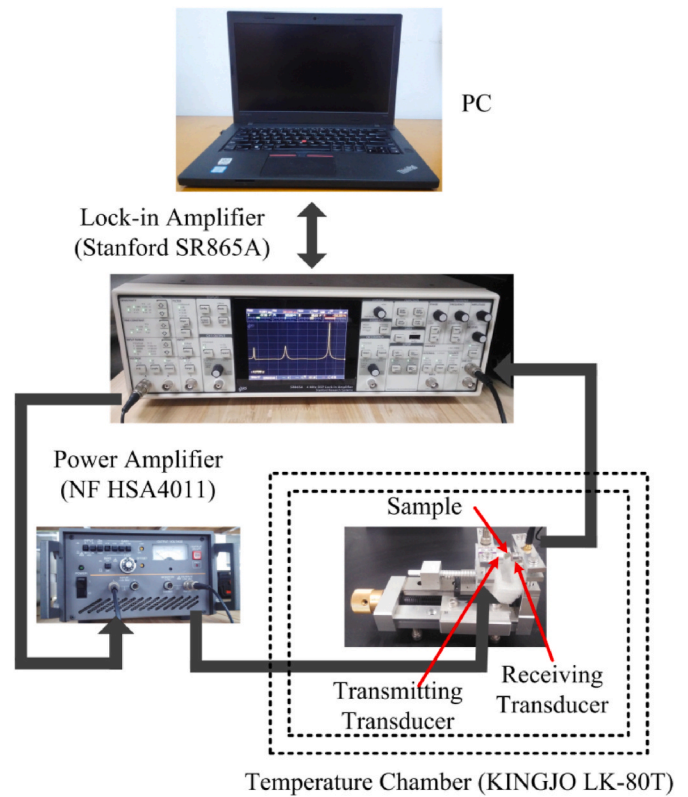 PC
ThinkPad
Lock-in Amplifier
(Stanford SR865A)
Power Amplifier
(NF HSA4011)
Sample
Transmitting
Transducer
Receiving
Transducer
Temperature Chamber (KINGJO LK-80T)